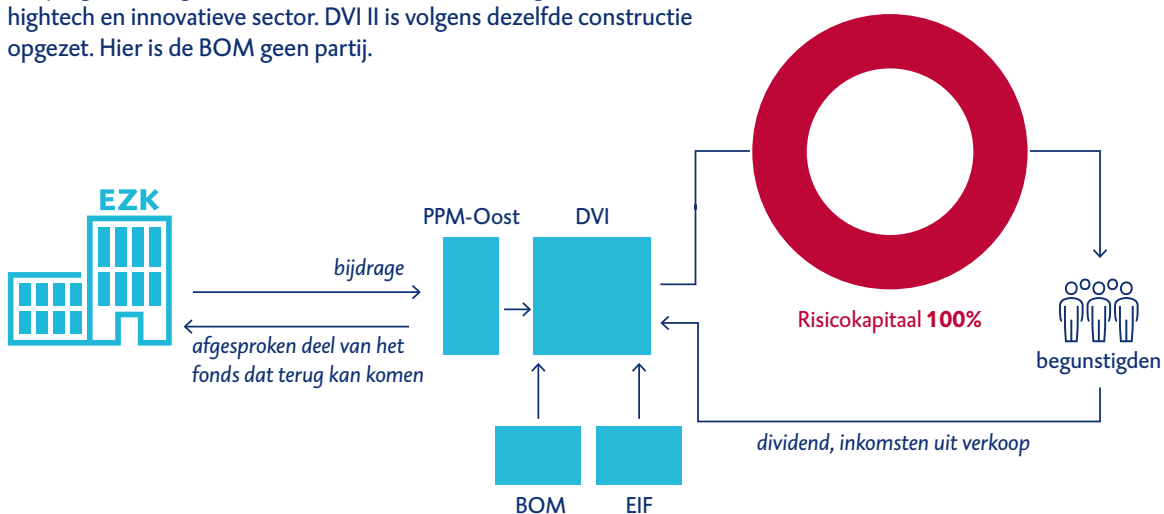 hightech en innovatieve sector. DVI II is volgens dezelfde constructie
opgezet. Hier is de BOM geen partij.
EZK
PPM-Oost
DVI
bijdrage
afgesproken deel van het
fonds dat terug kan komen
BOM
EIF
Risicokapitaal 100%
begunstigden
dividend, inkomsten uit verkoop